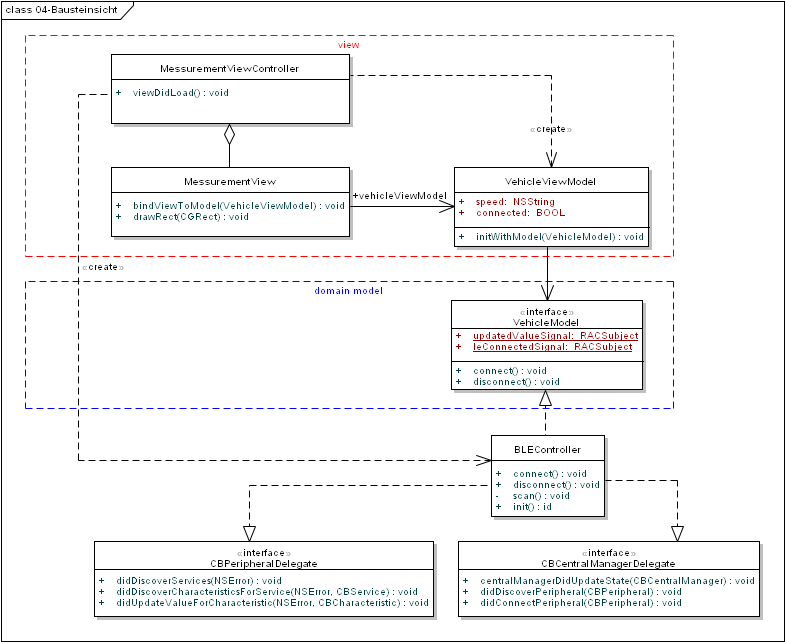 class 04-Bausteinsicht
view
MessurementViewController
+ viewDidLoad() : void
«create»
MessurementView
+ bindViewToModel(VehicleViewModel) : void
+ drawRect(CGRect) : void
+vehicleViewModel
VehicleViewModel
+ speed: NSString
+ connected: BOOL
+ initWithModel(VehicleModel) : void
«create»
domain model
«interface»
VehicleModel
+ updatedValueSignal: RACSubject
+ leConnectedSignal: RACSubject
+ connect() : void
+ disconnect() : void
BLEController
+ connect() : void
+ disconnect() : void
- scan() : void
+ init() : id
«interface»
CBPeripheralDelegate
+ didDiscoverServices(NSError) : void
+ didDiscoverCharacteristicsForService(NSError, CBService) : void
+ didUpdateValueForCharacteristic(NSError, CBCharacteristic) : void
«interface»
CBCentralManagerDelegate
+ centralManagerDidUpdateState(CBCentralManager) : void
+ didDiscoverPeripheral(CBPeripheral) : void
+ didConnectPeripheral(CBPeripheral) : void